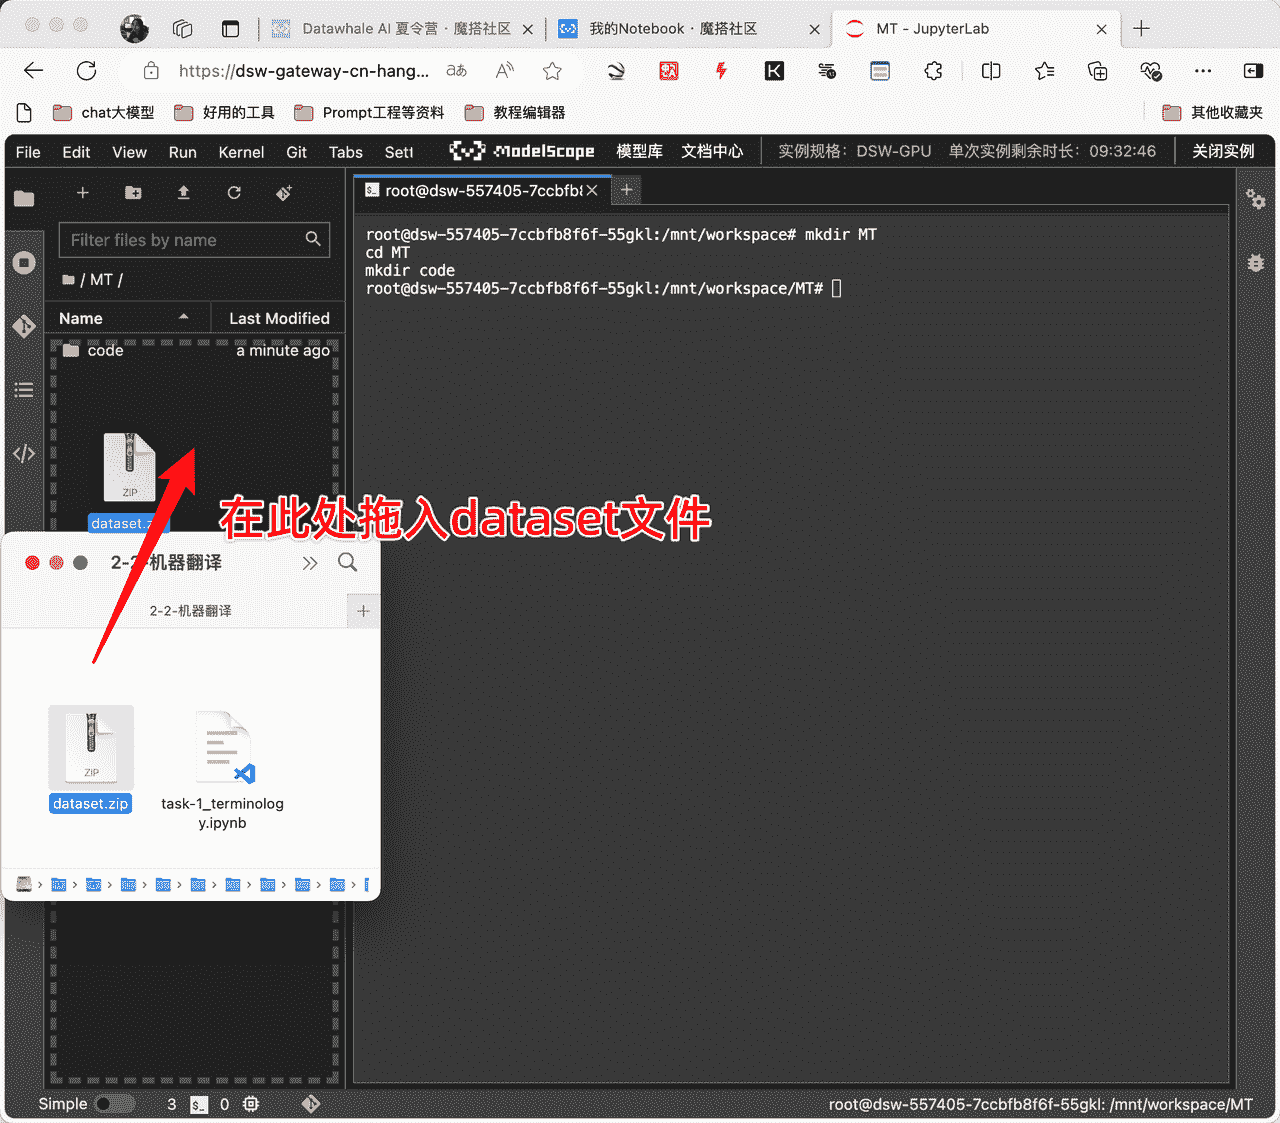 Datawhale AI 夏令营 · 魔搭社区
我的Notebook · 魔搭社区
MT - JupyterLab
https://dsw-gateway-cn-hang...
あ
A
chat大模型
好用的工具
Prompt工程等资料
教程编辑器
其他收藏夹
File Edit View Run Kernel Git Tabs Sett
ModelScope
模型库
文档中心
实例规格：DSW-GPU
单次实例剩余时长：09:32:46
关闭实例
root@dsw-557405-7ccbfb8
Filter files by name
/ MT /
Name
Last Modified
code
a minute ago
root@dsw-557405-7ccbfb8f6f-55gkl:/mnt/workspace# mkdir MT
cd MT
mkdir code
root@dsw-557405-7ccbfb8f6f-55gkl:/mnt/workspace/MT#
ZIP
dataset.z
在此处拖入dataset文件
2-2-机器翻译
2-2-机器翻译
ZIP
dataset.zip
task-1_terminolog
y.ipynb
Simple
3
0
root@dsw-557405-7ccbfb8f6f-55gkl: /mnt/workspace/MT